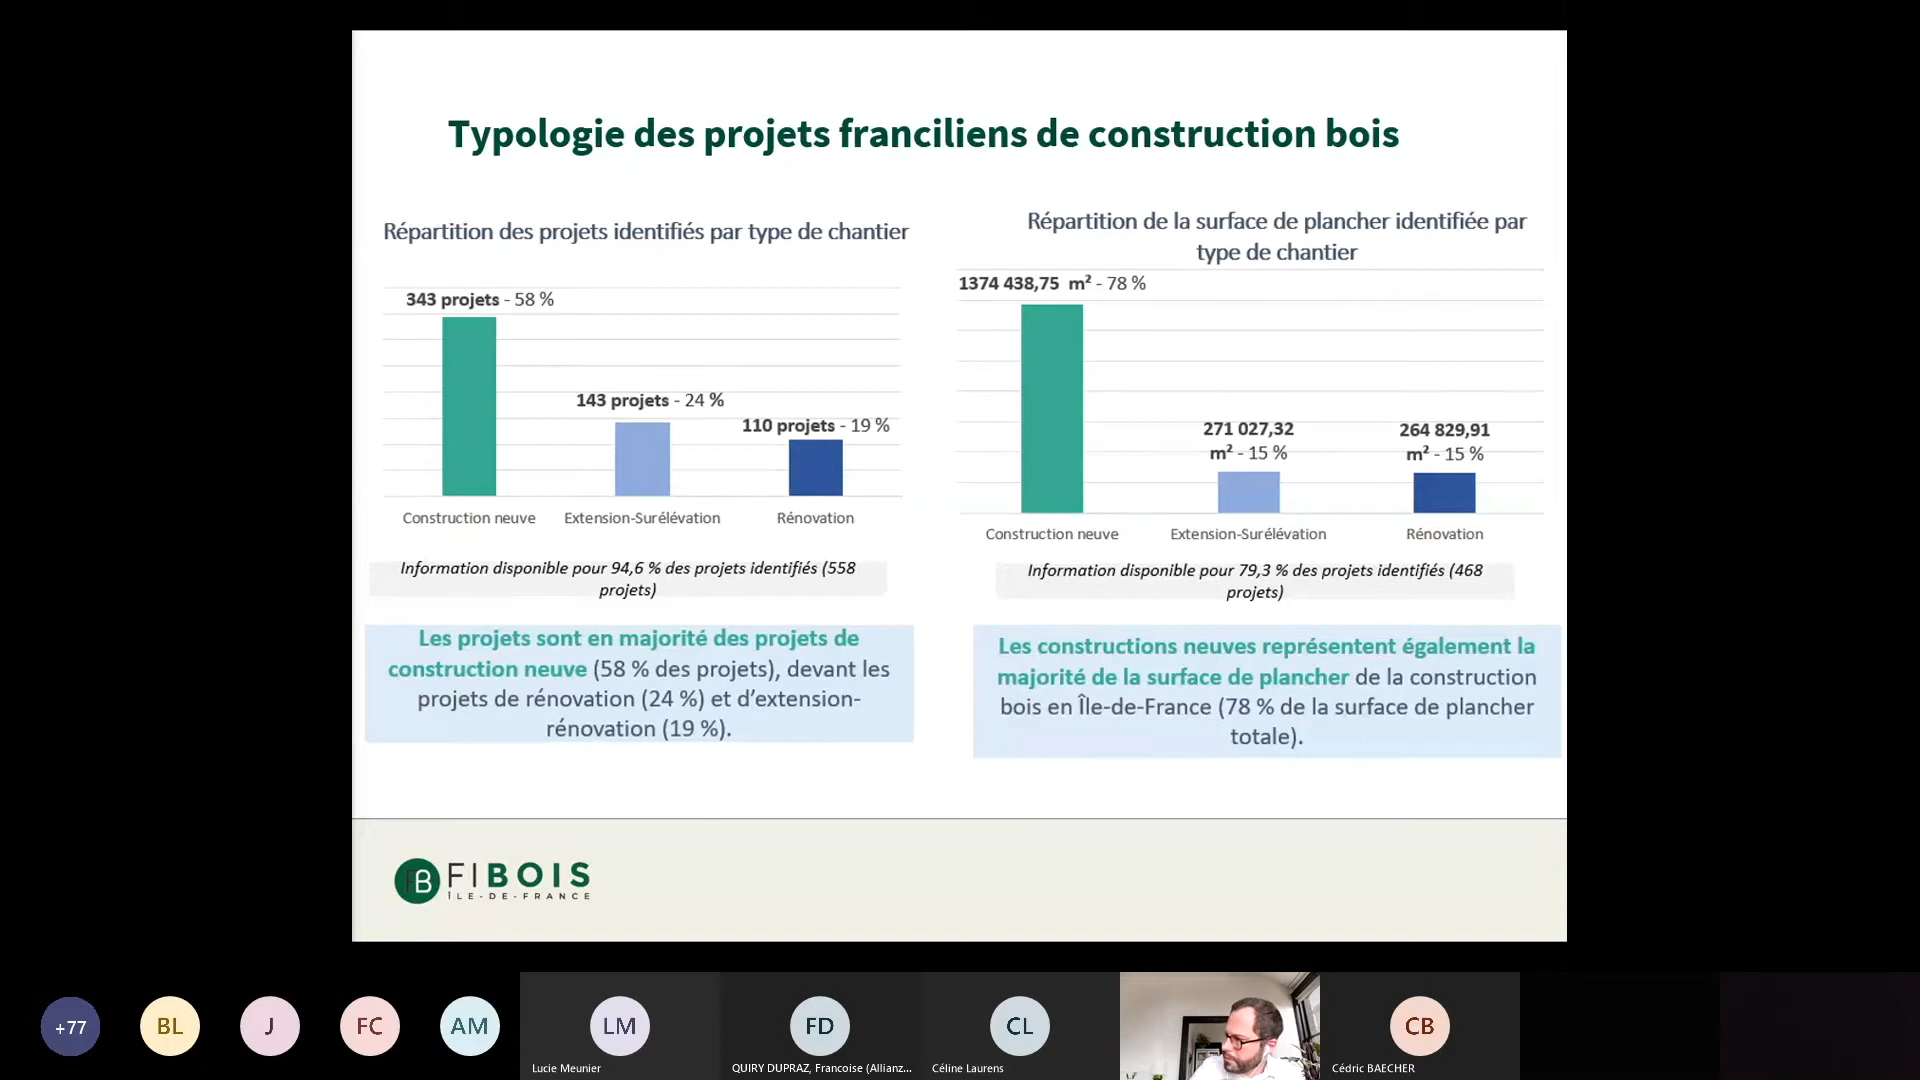 Typologie des projets franciliens de construction bois
Répartition des projets identifiés par type de chantier
343 projets - 58 %
143 projets - 24 %
110 projets - 19 %
Construction neuve
Extension-Surélévation
Rénovation
Information disponible pour 94,6 % des projets identifiés (558
projets)
Les projets sont en majorité des projets de
construction neuve (58 % des projets), devant les
projets de rénovation (24 %) et d’extension-
rénovation (19 %).
Répartition de la surface de plancher identifiée par
type de chantier
1374 438,75 m² - 78 %
271 027,32
m² - 15 %
264 829,91
m² - 15 %
Construction neuve
Extension-Surélévation
Rénovation
Information disponible pour 79,3 % des projets identifiés (468
projets)
Les constructions neuves représentent également la
majorité de la surface de plancher de la construction
bois en Île-de-France (78 % de la surface de plancher
totale).
FB
FIBOIS
ÎLE-DE-FRANCE
+77
BL
J
FC
AM
LM
Lucie Meunier
FD
QUIRY DUPRAZ, Francoise (Allianz...
CL
Céline Laurens
CB
Cédric BAECHER